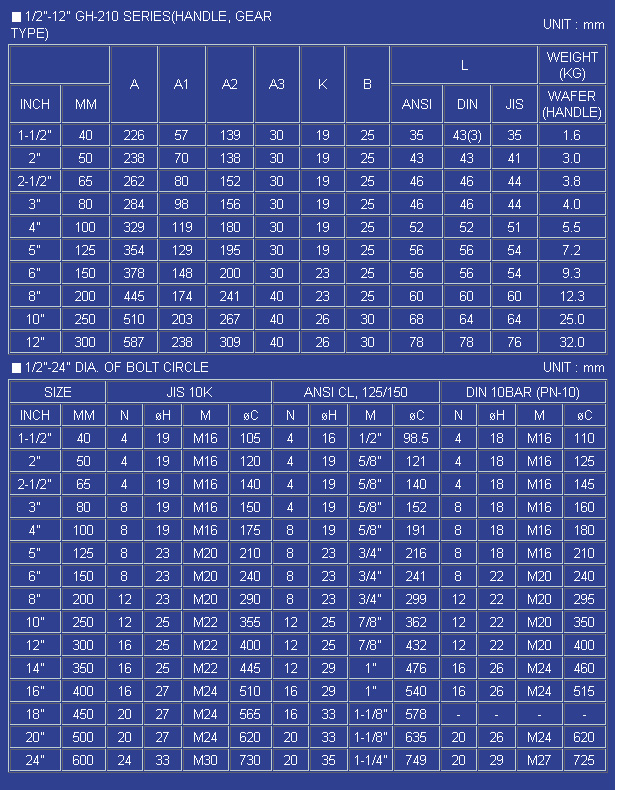 ■ 1/2"-12" GH-210 SERIES(HANDLE, GEAR
TYPE)
UNIT : mm
A A1 A2 A3 K B L WEIGHT
(KG)
INCH MM ANSI DIN JIS WAFER
(HANDLE)
1-1/2" 40 226 57 139 30 19 25 35 43(3) 35 1.6
2" 50 238 70 138 30 19 25 43 43 41 3.0
2-1/2" 65 262 80 152 30 19 25 46 46 44 3.8
3" 80 284 98 156 30 19 25 46 46 44 4.0
4" 100 329 119 180 30 19 25 52 52 51 5.5
5" 125 354 129 195 30 19 25 56 56 54 7.2
6" 150 378 148 200 30 23 25 56 56 54 9.3
8" 200 445 174 241 40 23 25 60 60 60 12.3
10" 250 510 203 267 40 26 30 68 64 64 25.0
12" 300 587 238 309 40 26 30 78 78 76 32.0
■ 1/2"-24" DIA. OF BOLT CIRCLE UNIT : mm
SIZE JIS 10K ANSI CL, 125/150 DIN 10BAR (PN-10)
INCH MM N øH M øC N øH M øC N øH M øC
1-1/2" 40 4 19 M16 105 4 16 1/2" 98.5 4 18 M16 110
2" 50 4 19 M16 120 4 19 5/8" 121 4 18 M16 125
2-1/2" 65 4 19 M16 140 4 19 5/8" 140 4 18 M16 145
3" 80 8 19 M16 150 4 19 5/8" 152 8 18 M16 160
4" 100 8 19 M16 175 8 19 5/8" 191 8 18 M16 180
5" 125 8 23 M20 210 8 23 3/4" 216 8 18 M16 210
6" 150 8 23 M20 240 8 23 3/4" 241 8 22 M20 240
8" 200 12 23 M20 290 8 23 3/4" 299 12 22 M20 295
10" 250 12 25 M22 355 12 25 7/8" 362 12 22 M20 350
12" 300 16 25 M22 400 12 25 7/8" 432 12 22 M20 400
14" 350 16 25 M22 445 12 29 1" 476 16 26 M24 460
16" 400 16 27 M24 510 16 29 1" 540 16 26 M24 515
18" 450 20 27 M24 565 16 33 1-1/8" 578 - - - -
20" 500 20 27 M24 620 20 33 1-1/8" 635 20 26 M24 620
24" 600 24 33 M30 730 20 35 1-1/4" 749 20 29 M27 725